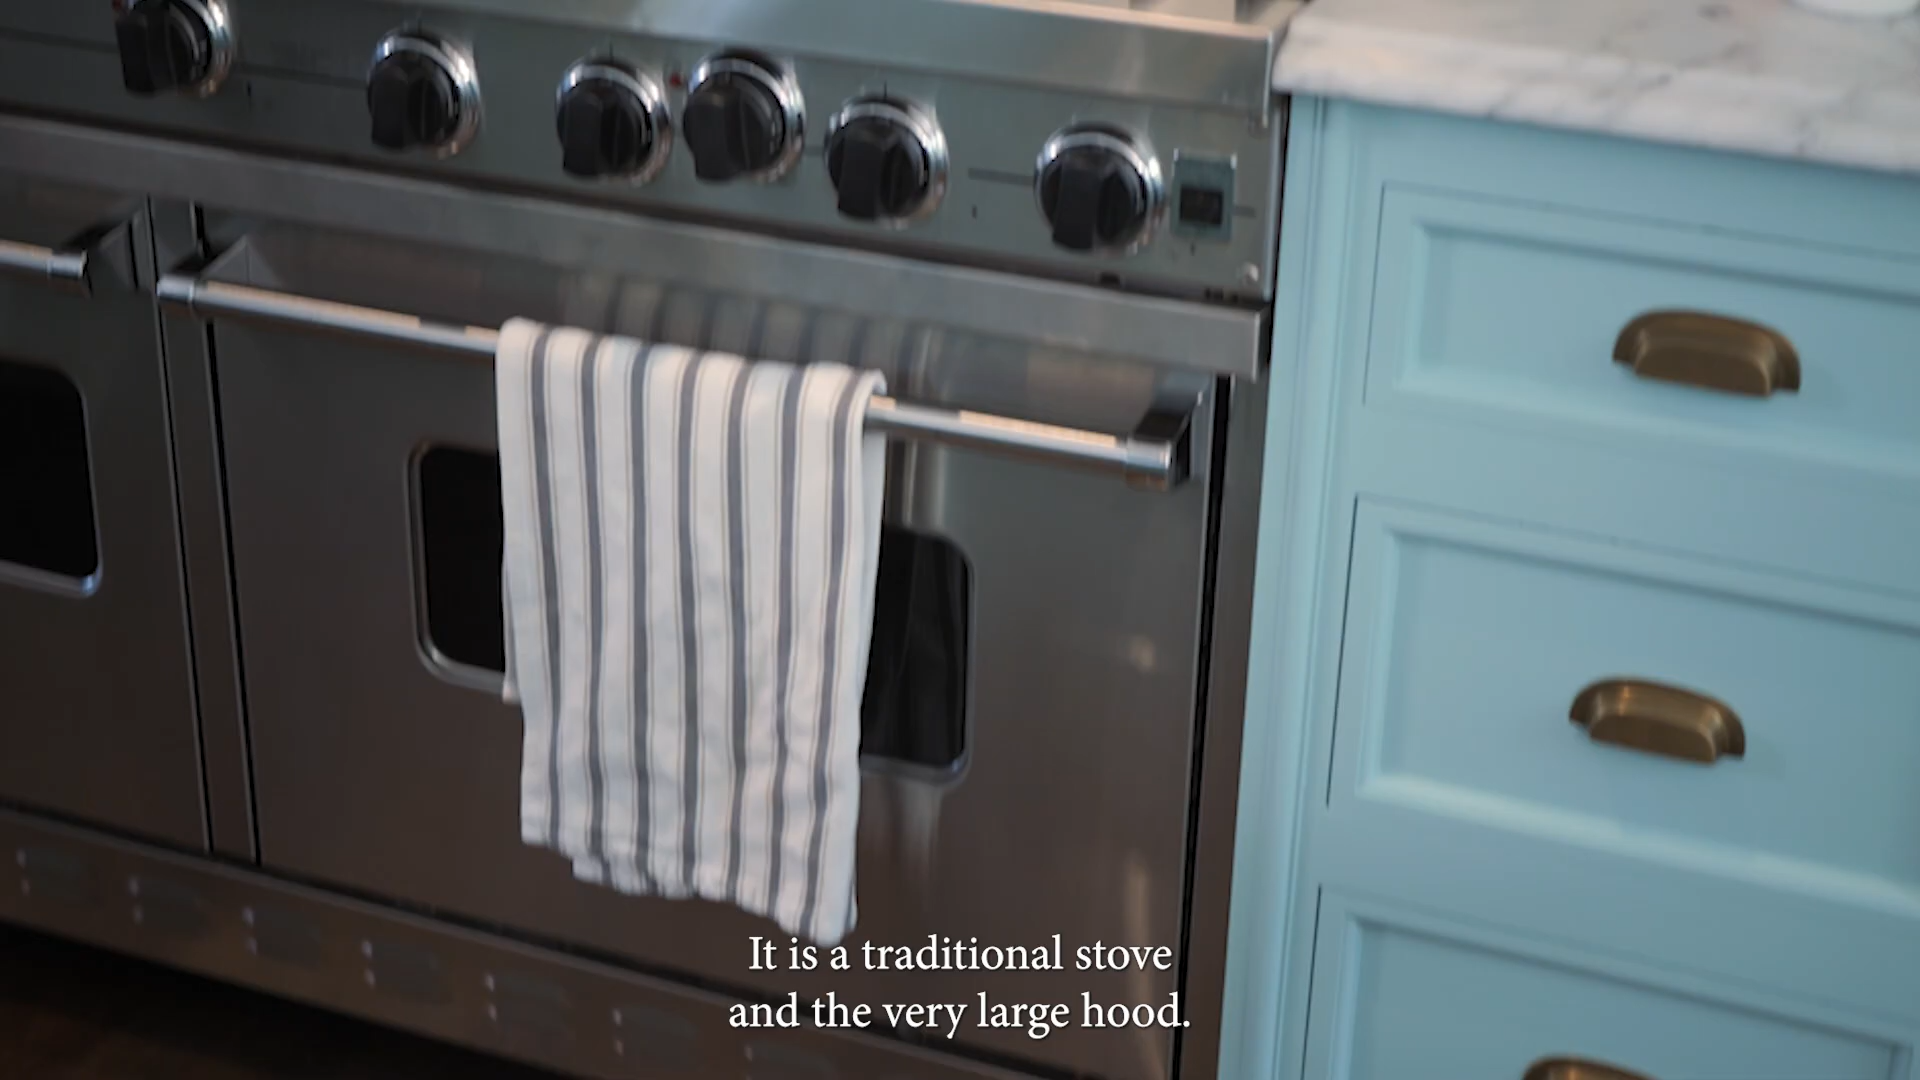 It is a traditional stove
and the very large hood.